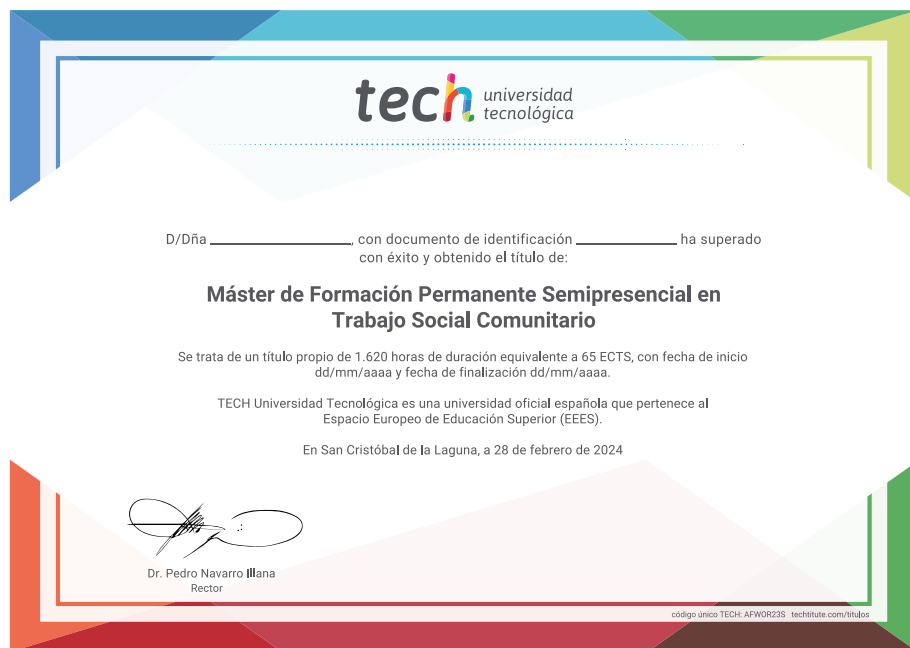 tech universidad
tecnológica
D/Dña ____________________, con documento de identificación ______________ ha superado
con éxito y obtenido el título de:
Máster de Formación Permanente Semipresencial en
Trabajo Social Comunitario
Se trata de un título propio de 1.620 horas de duración equivalente a 65 ECTS, con fecha de inicio
dd/mm/aaaa y fecha de finalización dd/mm/aaaa.
TECH Universidad Tecnológica es una universidad oficial española que pertenece al
Espacio Europeo de Educación Superior (EEES).
En San Cristóbal de la Laguna, a 28 de febrero de 2024
Dr. Pedro Navarro Illana
Rector
código único TECH: AFWOR23S techtitute.com/titulos